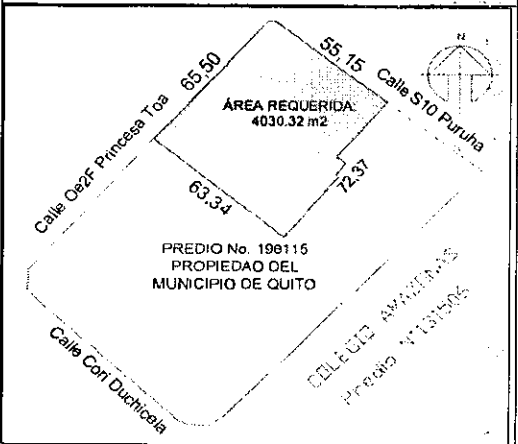 N
55,15
Calle S10 Puruha
65,50
Calle Oe2F Princesa Toa
ÁREA REQUERIDA:
4030.32 m2
72,37
63,34
PREDIO No. 190115
PROPIEDAD DEL
MUNICIPIO DE QUITO
COLEGIO AMAZONAS
Predio N°131506
Calle Cori Duchicela